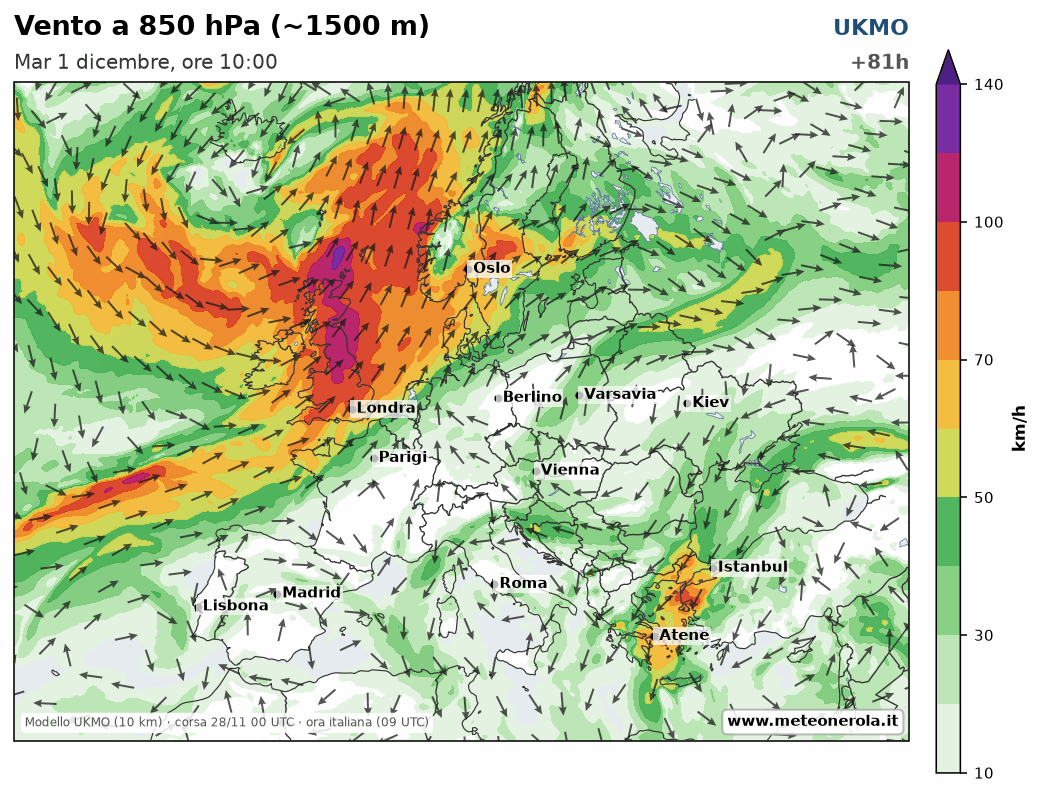 Vento a 850 hPa (~1500 m)
UKMO
Mar 1 dicembre, ore 10:00
+81h
140
100
70
50
30
10
km/h
Oslo
Berlino
Varsavia
Kiev
Londra
Parigi
Vienna
Istanbul
Roma
Madrid
Lisbona
Atene
Modello UKMO (10 km) · corsa 28/11 00 UTC · ora italiana (09 UTC)
www.meteonerola.it